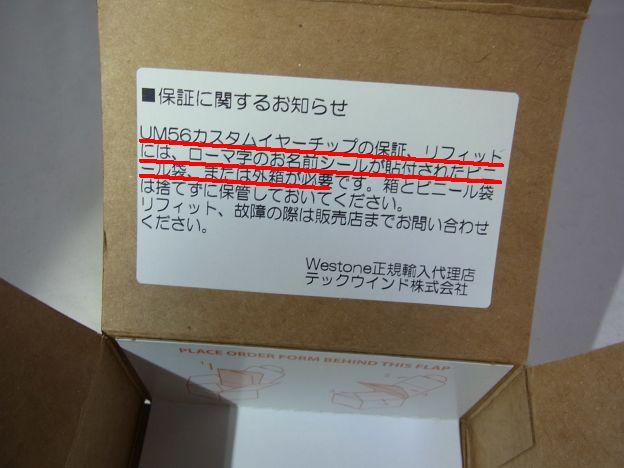 ■保証に関するお知らせ
UM56カスタムイヤーチップの保証、リフィット
には、ローマ字のお名前シールが貼付されたビニ
ール袋、または外箱が必要です。箱とビニール袋
は捨てずに保管しておいてください。
リフィット、故障の際は販売店までお問い合わせ
ください。
Westone正規輸入代理店
テックウインド株式会社
PLACE ORDER FORM BEHIND THIS FLAP
1
2